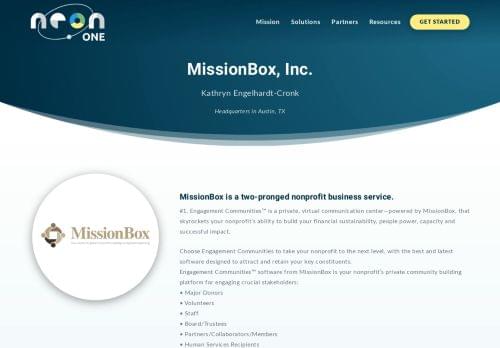 neon ONE
Mission Solutions Partners Resources GET STARTED
MissionBox, Inc.
Kathryn Engelhardt-Cronk
Headquarters in Austin, TX
MissionBox
MissionBox is a two-pronged nonprofit business service.
#1. Engagement Communities™ is a private, virtual communication center—powered by MissionBox, that
skyrockets your nonprofit's ability to build your financial sustainability, people power, capacity and
successful impact.
Choose Engagement Communities to take your nonprofit to the next level, with the best and latest
software designed to attract and retain your key constituents.
Engagement Communities™ software from MissionBox is your nonprofit's private community building
platform for engaging crucial stakeholders:
• Major Donors
• Volunteers
• Staff
• Board/Trustees
• Partners/Collaborators/Members
• Human Services Recipients